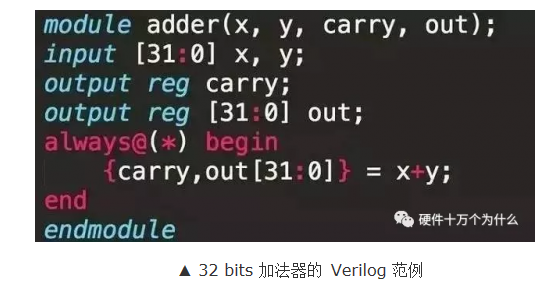 module adder(x, y, carry, out);
input [31:0] x, y;
output reg carry;
output reg [31:0] out;
always@(*) begin
    {carry,out[31:0]} = x+y;
end
endmodule
硬件十万个为什么
▲ 32 bits 加法器的 Verilog 范例